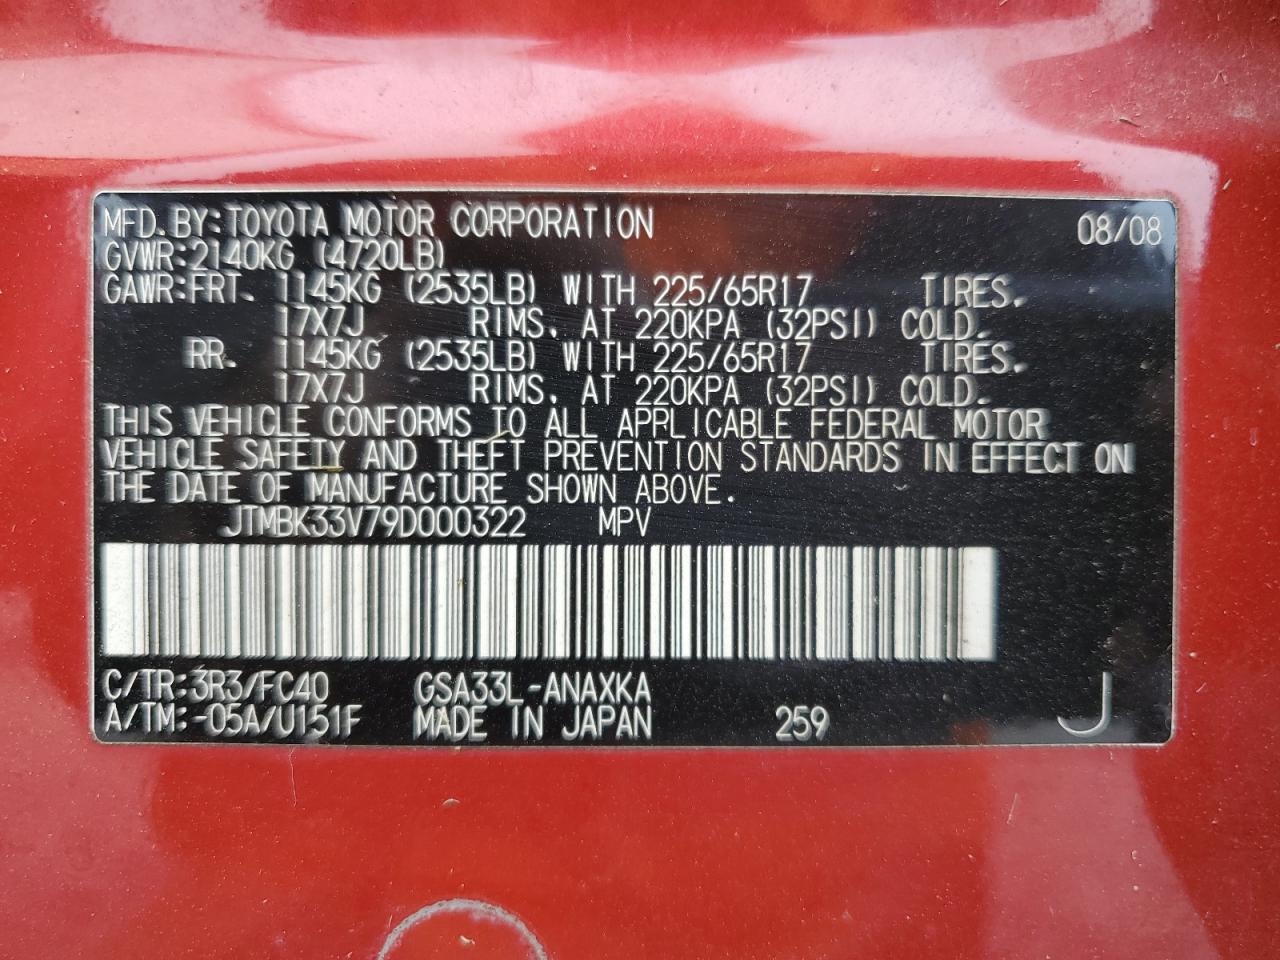 MFD. BY: TOYOTA MOTOR CORPORATION 08/08
GVWR: 2140KG (4720LB)
GAWR: FRT. 1145KG (2535LB) WITH 225/65R17 TIRES.
17X7J RIMS, AT 220KPA (32PSI) COLD.
RR. 1145KG (2535LB) WITH 225/65R17 TIRES.
17X7J RIMS, AT 220KPA (32PSI) COLD.
THIS VEHICLE CONFORMS TO ALL APPLICABLE FEDERAL MOTOR
VEHICLE SAFETY AND THEFT PREVENTION STANDARDS IN EFFECT ON
THE DATE OF MANUFACTURE SHOWN ABOVE.
JTMBK33V79D000322 MPV
C/TR: 3R3/FC40 GSA33L-ANAXKA
A/TM: -05A/U151F MADE IN JAPAN 259 J